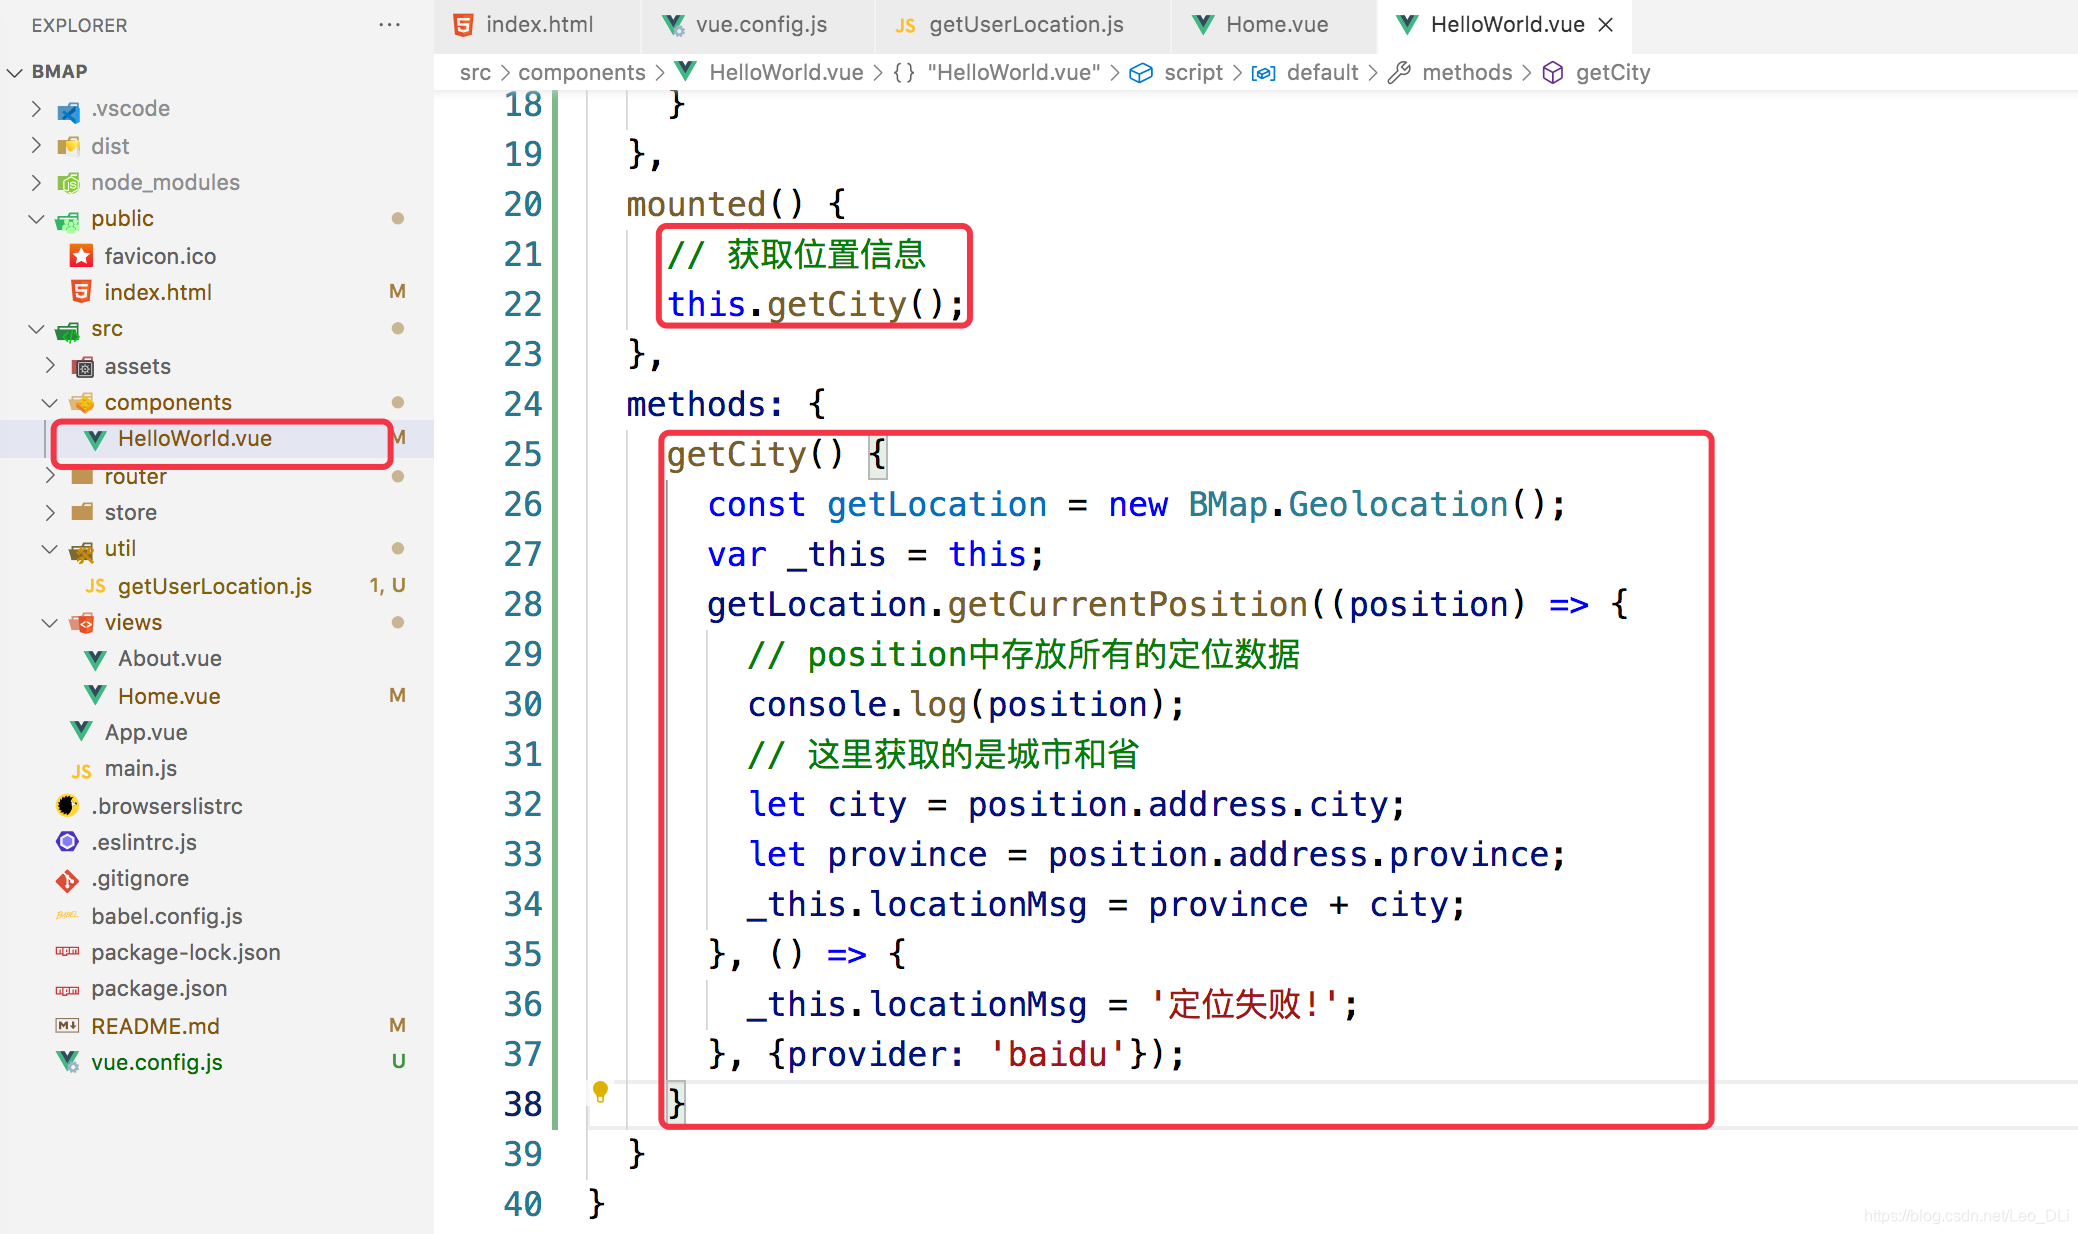 EXPLORER ···
BMAP
.vscode
dist
node_modules
public
favicon.ico
index.html M
src
assets
components
HelloWorld.vue M
router
store
util
getUserLocation.js 1, U
views
About.vue
Home.vue M
App.vue
JS main.js
.browserslistrc
.eslintrc.js
.gitignore
babel.config.js
package-lock.json
package.json
README.md M
vue.config.js U
index.html vue.config.js JS getUserLocation.js Home.vue HelloWorld.vue ×
src > components > HelloWorld.vue > {} "HelloWorld.vue" > script > default > methods > getCity
18 }
19 },
20 mounted() {
21 // 获取位置信息
22 this.getCity();
23 },
24 methods: {
25 getCity() {
26 const getLocation = new BMap.Geolocation();
27 var _this = this;
28 getLocation.getCurrentPosition((position) => {
29 // position中存放所有的定位数据
30 console.log(position);
31 // 这里获取的是城市和省
32 let city = position.address.city;
33 let province = position.address.province;
34 _this.locationMsg = province + city;
35 }, () => {
36 _this.locationMsg = '定位失败!';
37 }, {provider: 'baidu'});
38 }
39 }
40 }
https://blog.csdn.net/Leo_DLi